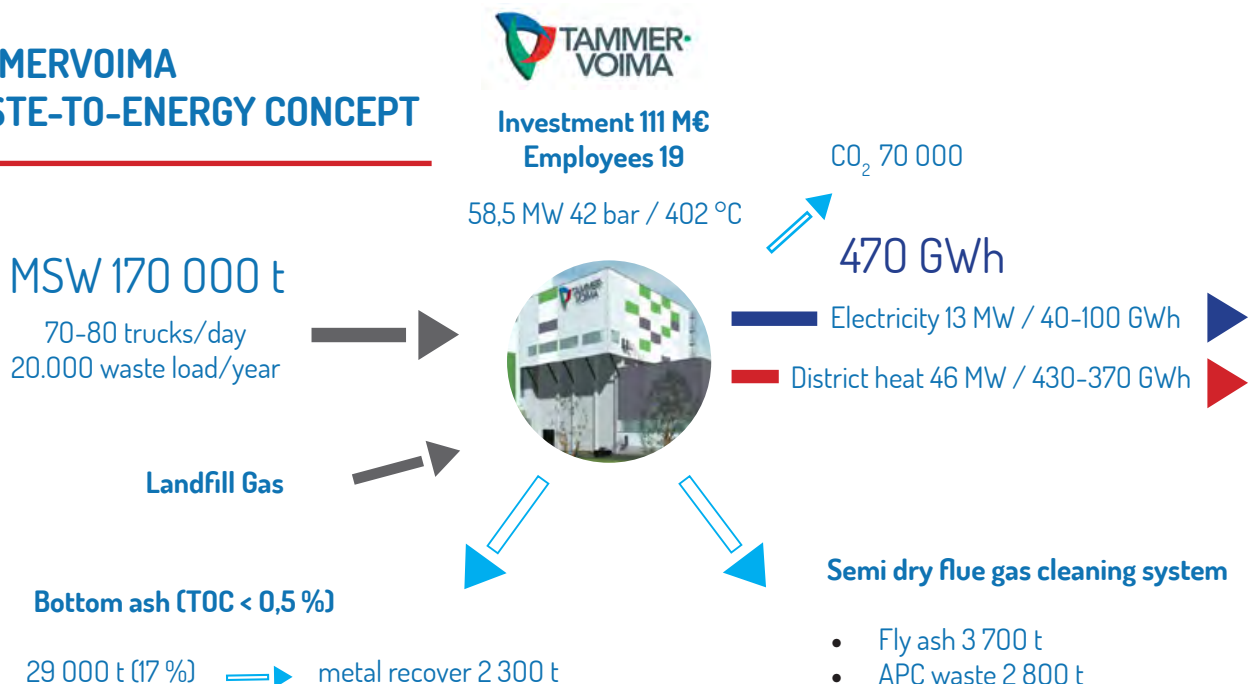 MERVOIMA
STE-TO-ENERGY CONCEPT
TAMMER-
VOIMA
Investment 111 M€
Employees 19
58,5 MW 42 bar / 402 °C
CO₂ 70 000
470 GWh
MSW 170 000 t
70-80 trucks/day
20.000 waste load/year
TAMMER-
VOIMA
Electricity 13 MW / 40-100 GWh
District heat 46 MW / 430-370 GWh
Landfill Gas
Bottom ash (TOC < 0,5 %)
29 000 t (17 %)
metal recover 2 300 t
Semi dry flue gas cleaning system
• Fly ash 3 700 t
• APC waste 2 800 t